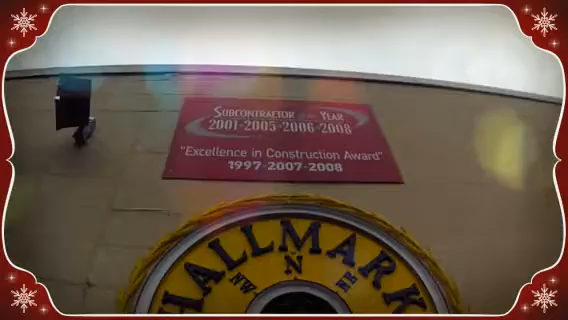 SUBCONTRACTOR OF THE YEAR
2001-2005-2006-2008
"Excellence in Construction Award"
1997-2007-2008
HALLMARK
N
NW NE